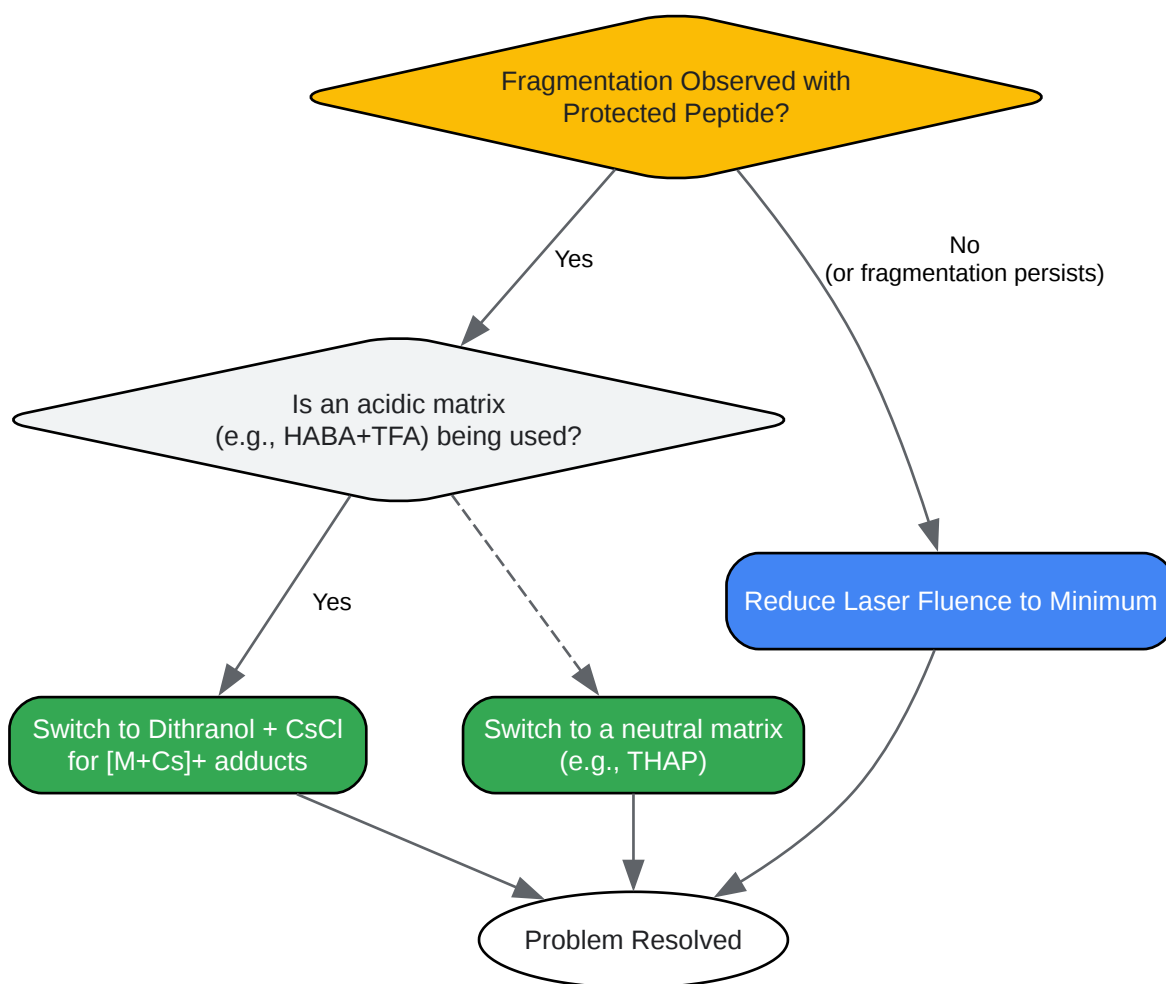 Fragmentation Observed with
Protected Peptide?
Yes
No
(or fragmentation persists)
Is an acidic matrix
(e.g., HABA+TFA) being used?
Reduce Laser Fluence to Minimum
Yes
Switch to Dithranol + CsCl
for [M+Cs]+ adducts
Switch to a neutral matrix
(e.g., THAP)
Problem Resolved